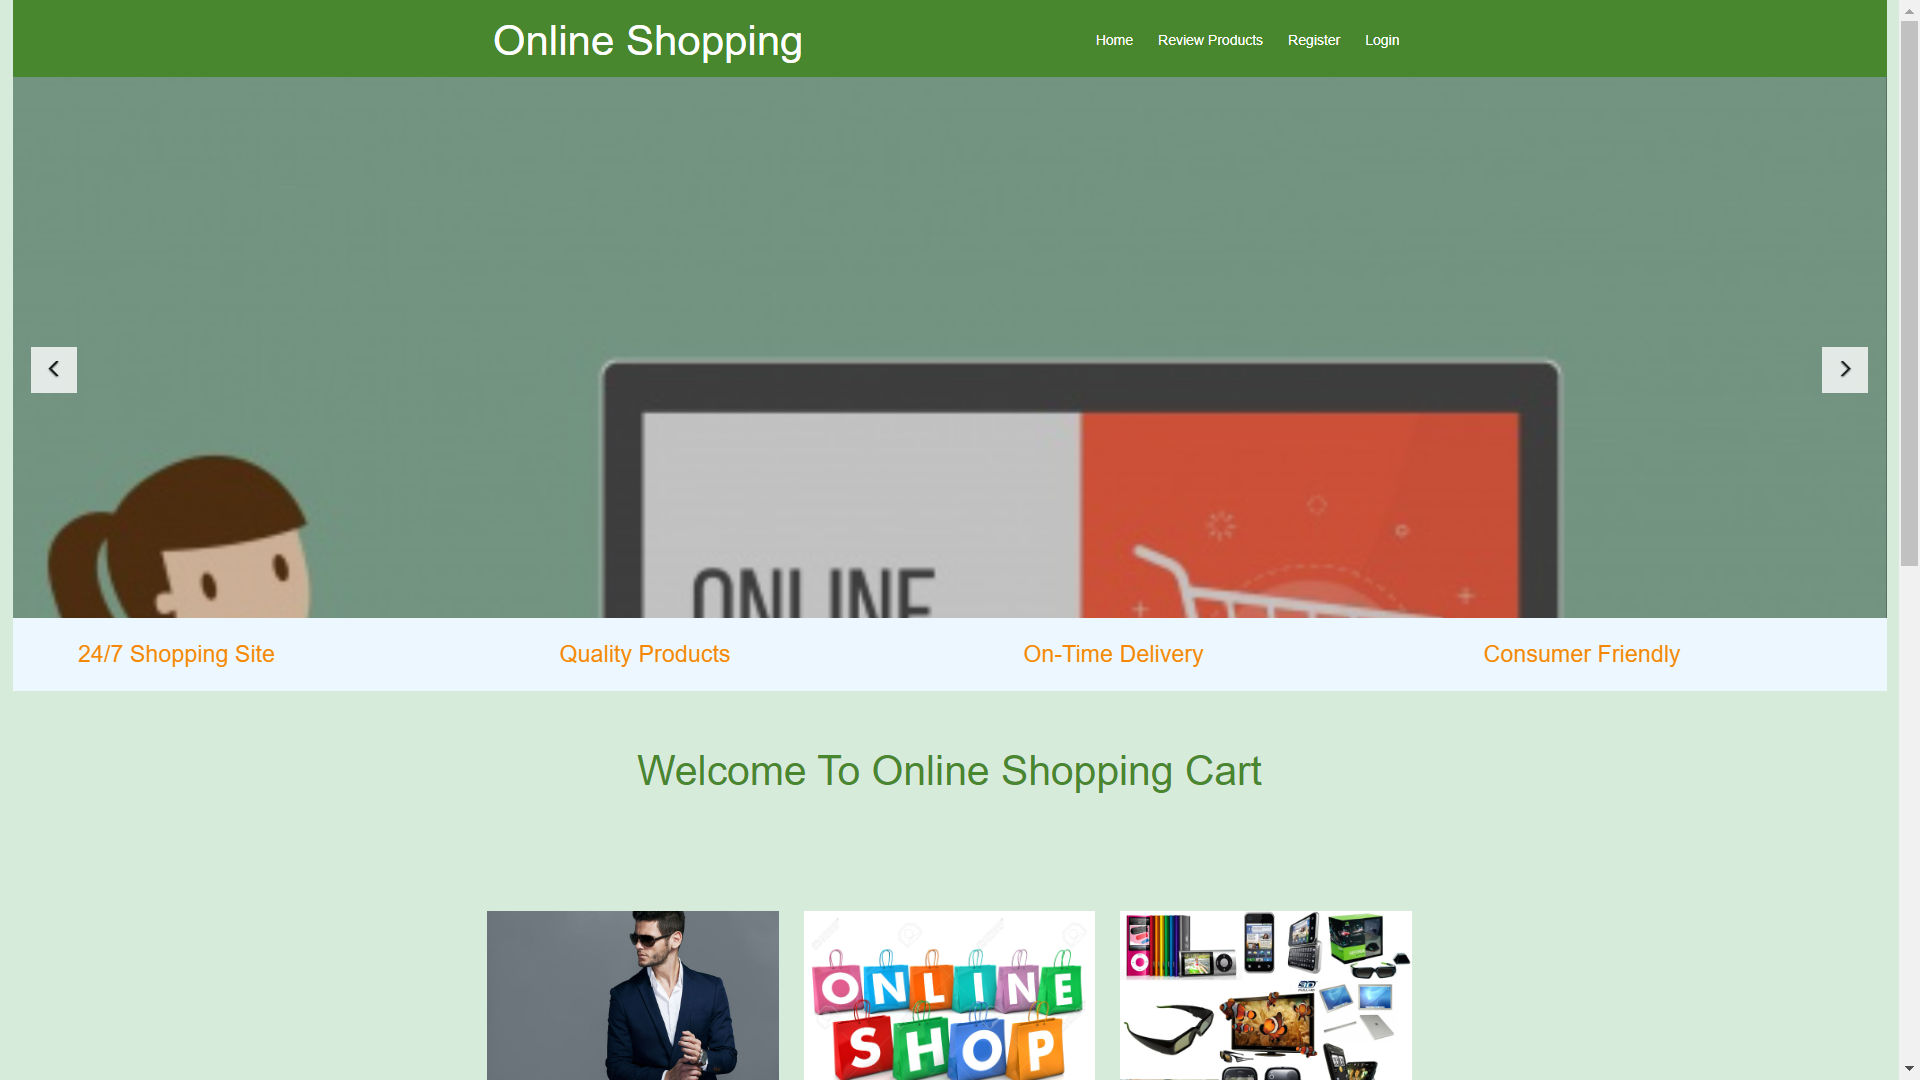 Online Shopping
Home
Review Products
Register
Login
ONLINE
24/7 Shopping Site
Quality Products
On-Time Delivery
Consumer Friendly
Welcome To Online Shopping Cart
ONLINE
SHOP
3D